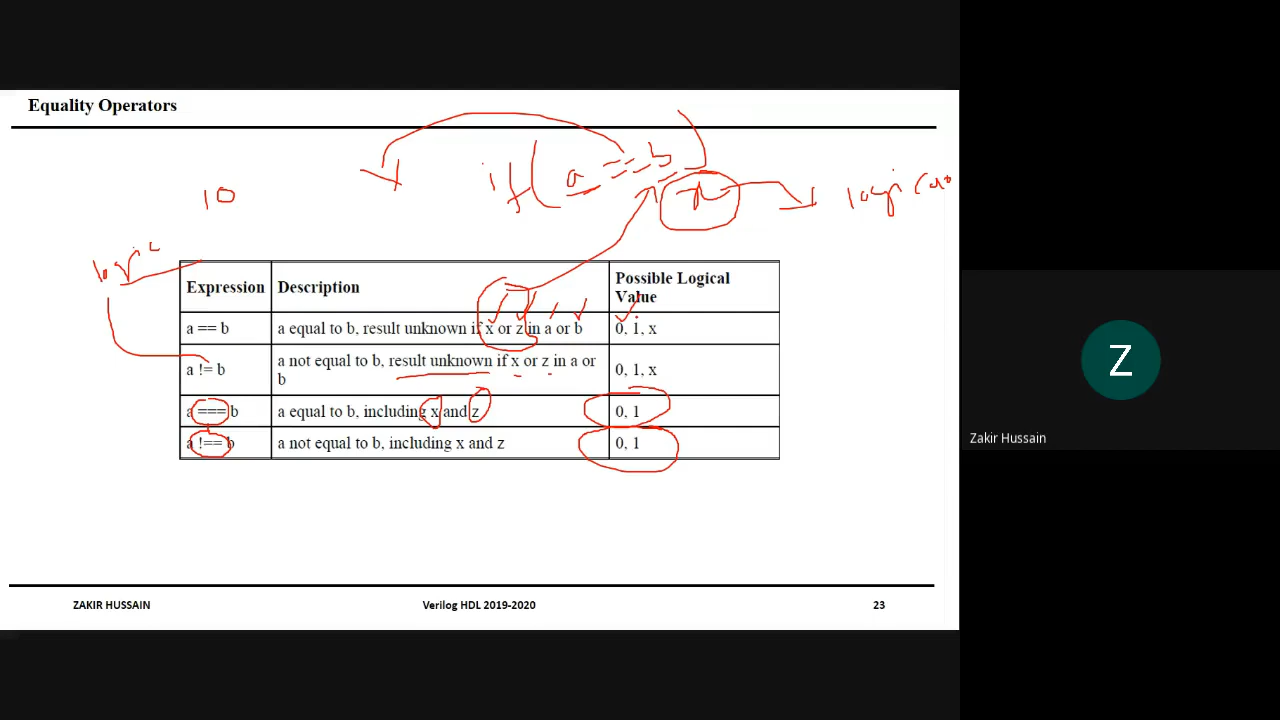 Equality Operators
if(a == b)
10
x
logic
Expression Description Possible Logical Value
a == b a equal to b, result unknown if x or z in a or b 0, 1, x
a != b a not equal to b, result unknown if x or z in a or b 0, 1, x
a === b a equal to b, including x and z 0, 1
a !== b a not equal to b, including x and z 0, 1
Z
Zakir Hussain
ZAKIR HUSSAIN Verilog HDL 2019-2020 23